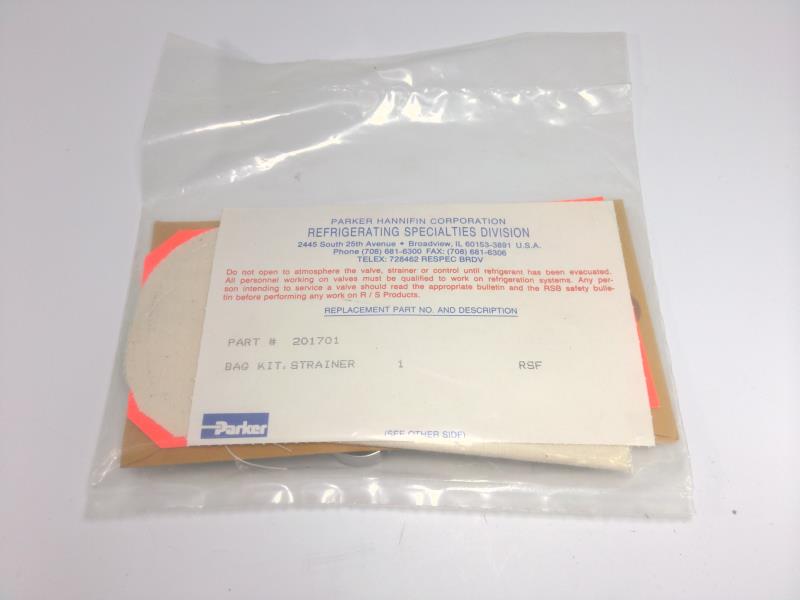 PARKER HANNIFIN CORPORATION
REFRIGERATING SPECIALTIES DIVISION
2445 South 25th Avenue • Broadview, IL 60153-3891 U.S.A.
Phone (708) 681-6300 FAX: (708) 681-6306
TELEX: 728462 RESPEC BRDV
Do not open to atmosphere the valve, strainer or control until refrigerant has been evacuated.
All personnel working on valves must be qualified to work on refrigeration systems. Any per-
son intending to service a valve should read the appropriate bulletin and the RSB safety bulle-
tin before performing any work on R / S Products.
REPLACEMENT PART NO. AND DESCRIPTION
PART # 201701
BAG KIT, STRAINER 1 RSF
Parker
(SEE OTHER SIDE)